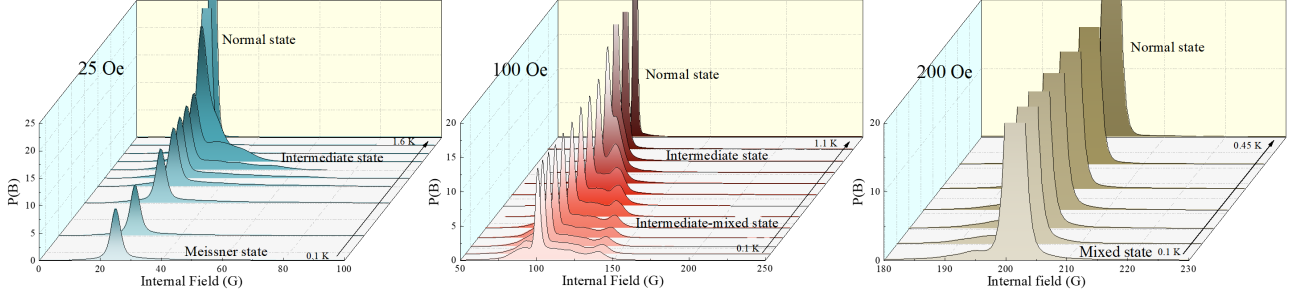 25 Oe
Normal state
Intermediate state
Meissner state
1.6 K
0.1 K
P(B)
25
20
15
10
5
0
0 20 40 60 80 100
Internal Field (G)
100 Oe
Normal state
Intermediate state
Intermediate-mixed state
1.1 K
0.1 K
P(B)
20
15
10
5
0
50 100 150 200 250
Internal Field (G)
200 Oe
Normal state
Mixed state
0.45 K
0.1 K
P(B)
20
10
0
180 190 200 210 220 230
Internal Field (G)